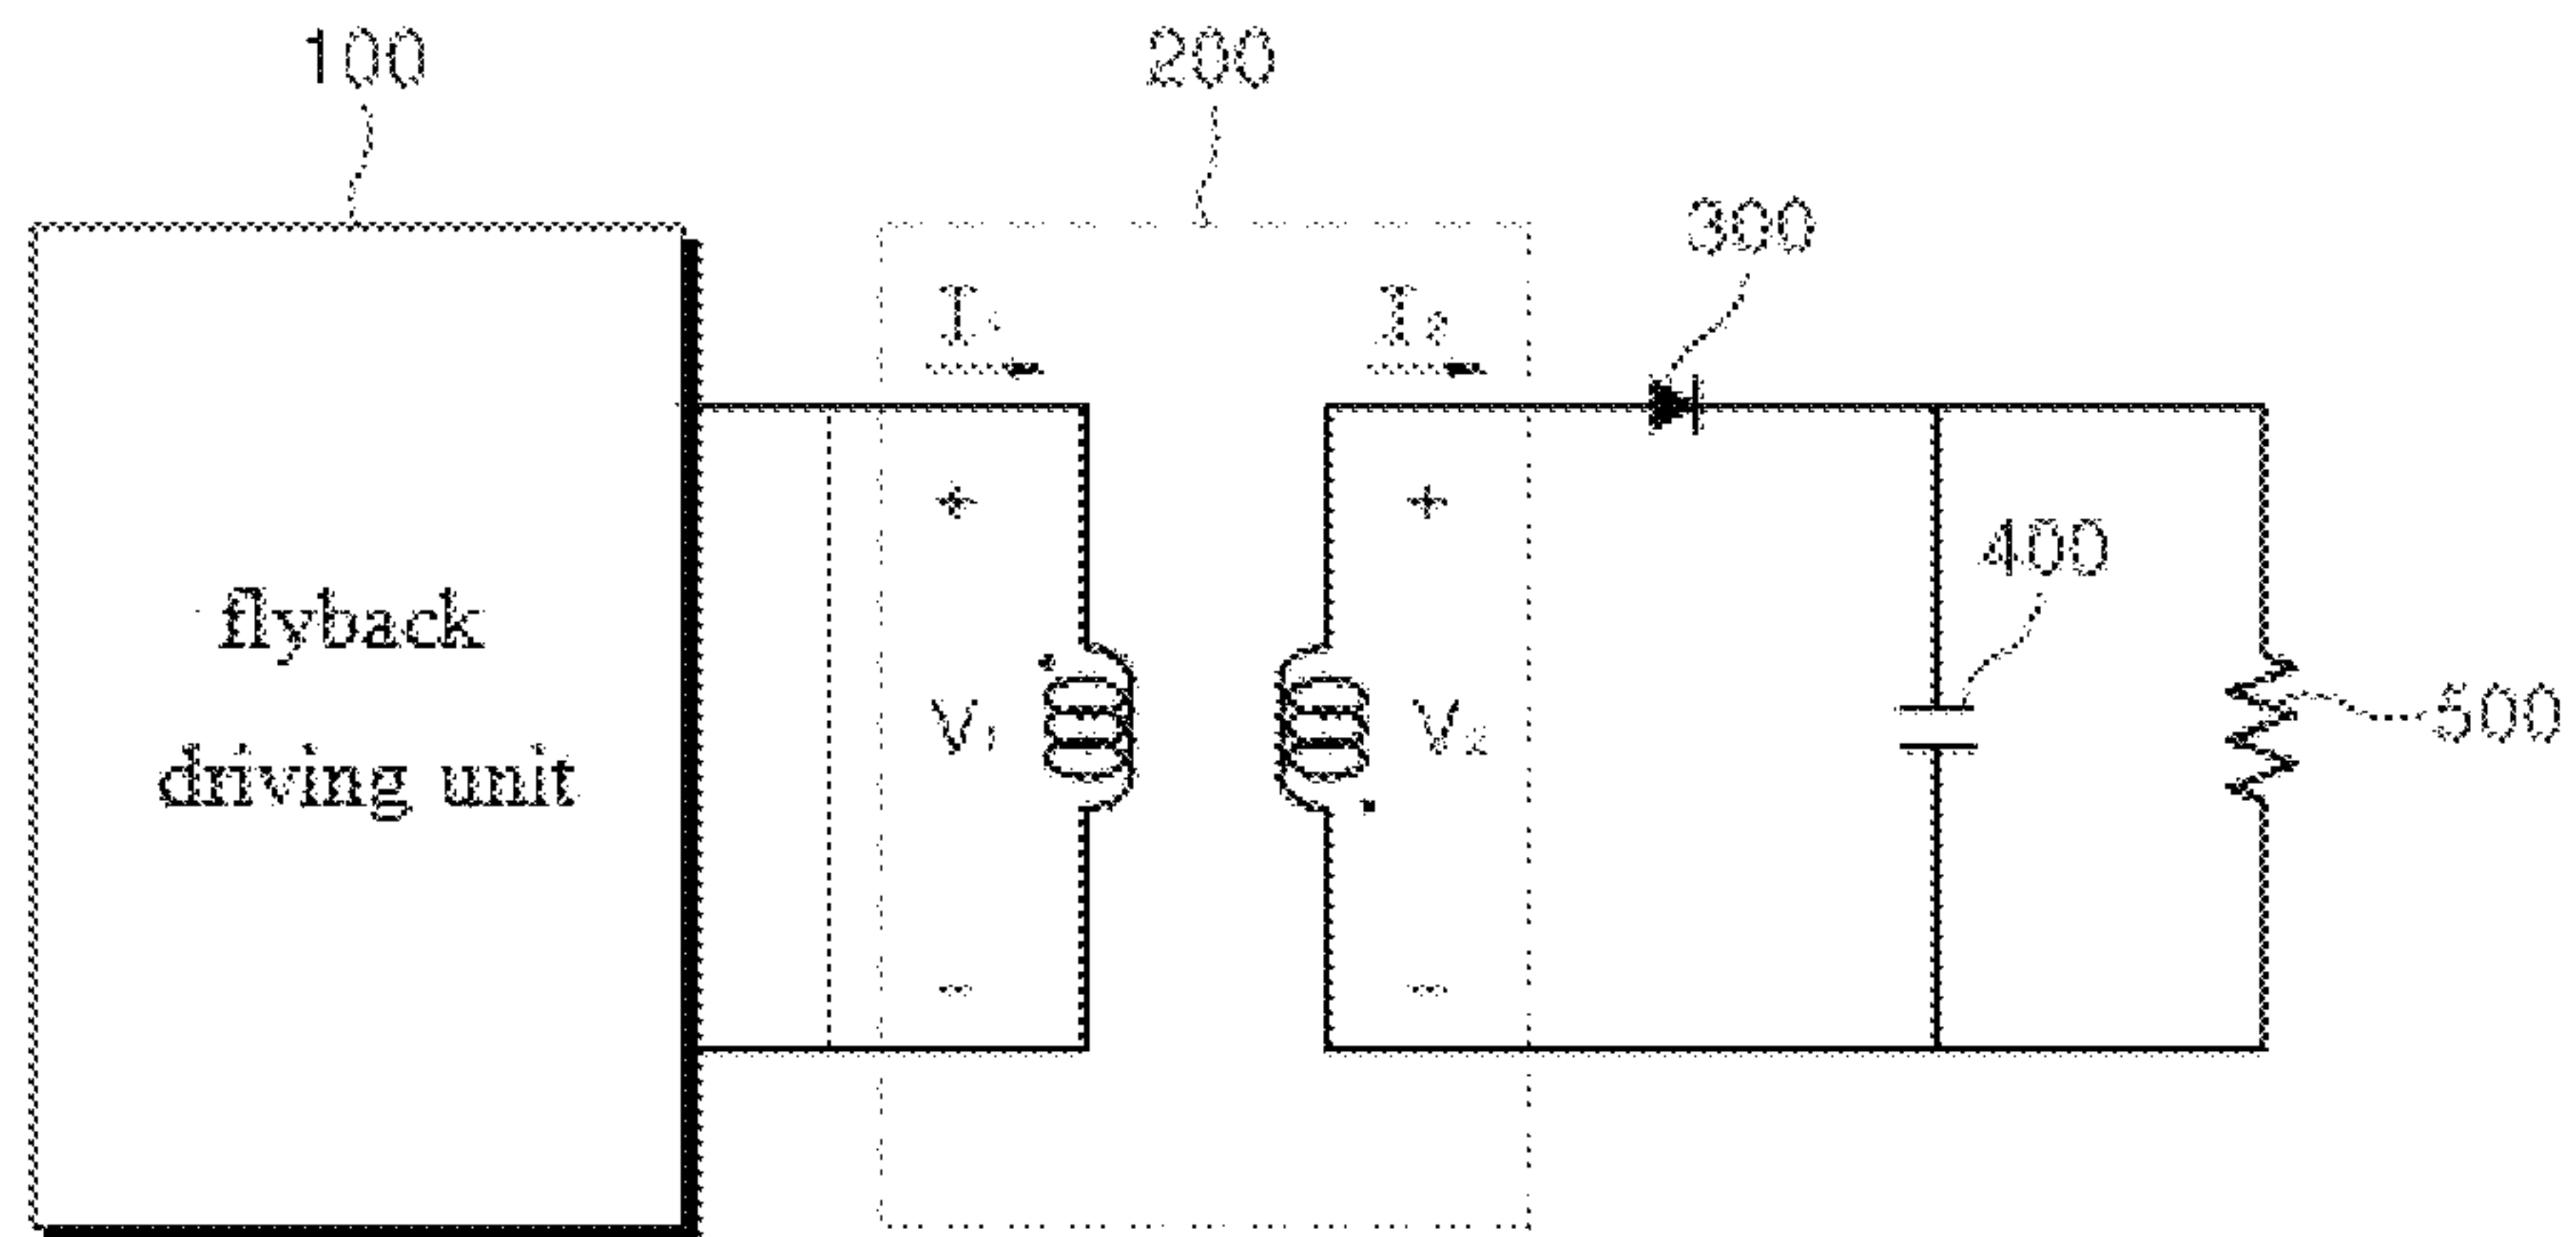 100
200
300
I₁
I₂
+
+
400
flyback
V₁
V₂
500
driving unit
−
−